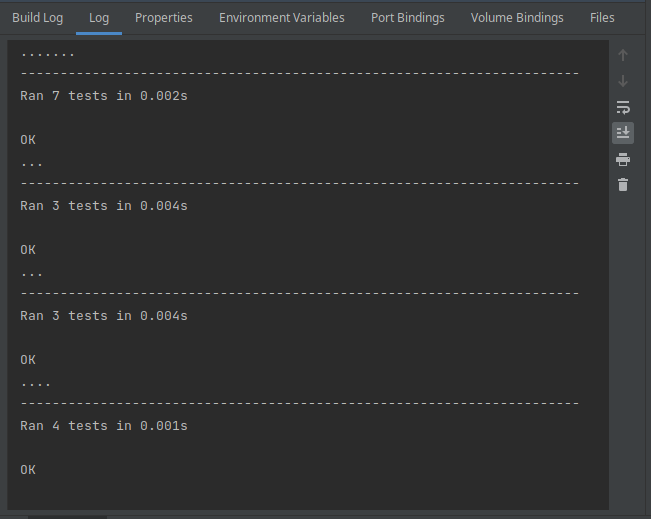 Build Log Log Properties Environment Variables Port Bindings Volume Bindings Files
.......
----------------------------------------------------------------------
Ran 7 tests in 0.002s
OK
...
----------------------------------------------------------------------
Ran 3 tests in 0.004s
OK
...
----------------------------------------------------------------------
Ran 3 tests in 0.004s
OK
....
----------------------------------------------------------------------
Ran 4 tests in 0.001s
OK